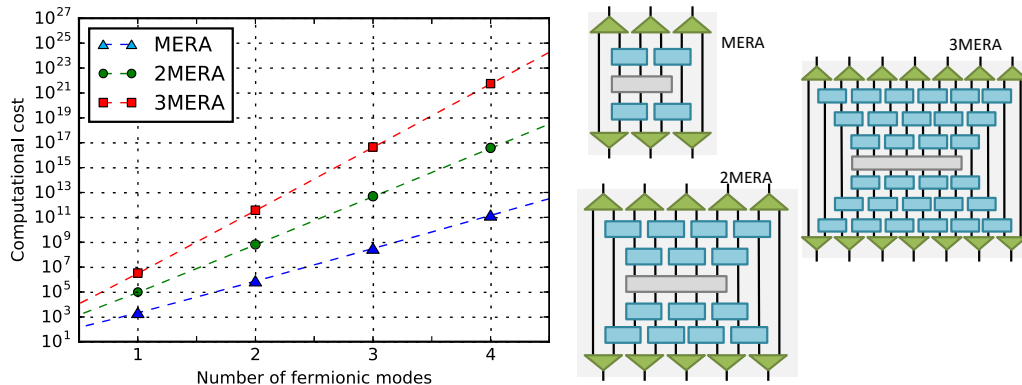 10^27
10^25
10^23
10^21
10^19
10^17
10^15
10^13
10^11
10^9
10^7
10^5
10^3
10^1
Computational cost
MERA
2MERA
3MERA
1 2 3 4
Number of fermionic modes
MERA
3MERA
2MERA